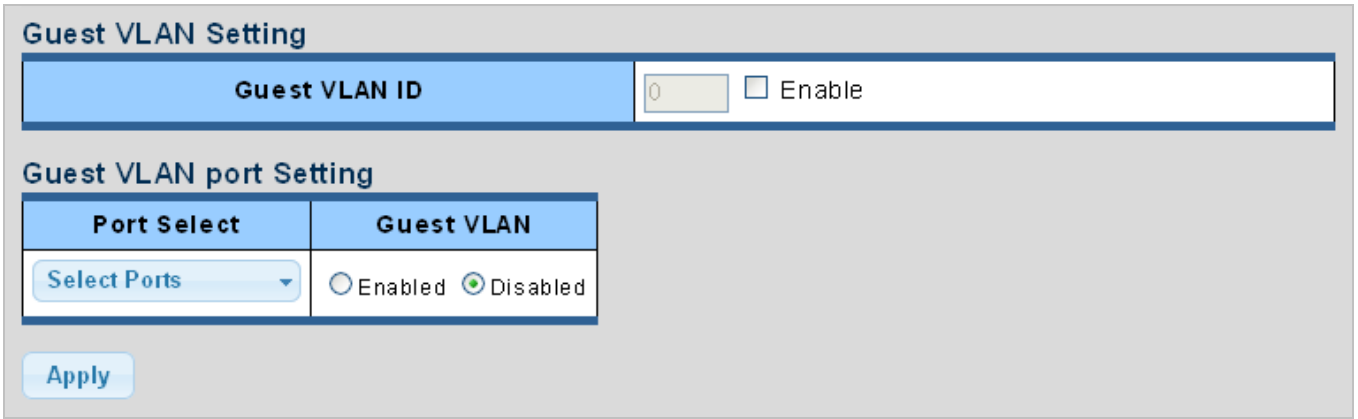 Guest VLAN Setting
Guest VLAN ID 0 Enable
Guest VLAN port Setting
Port Select Guest VLAN
Select Ports Enabled Disabled
Apply